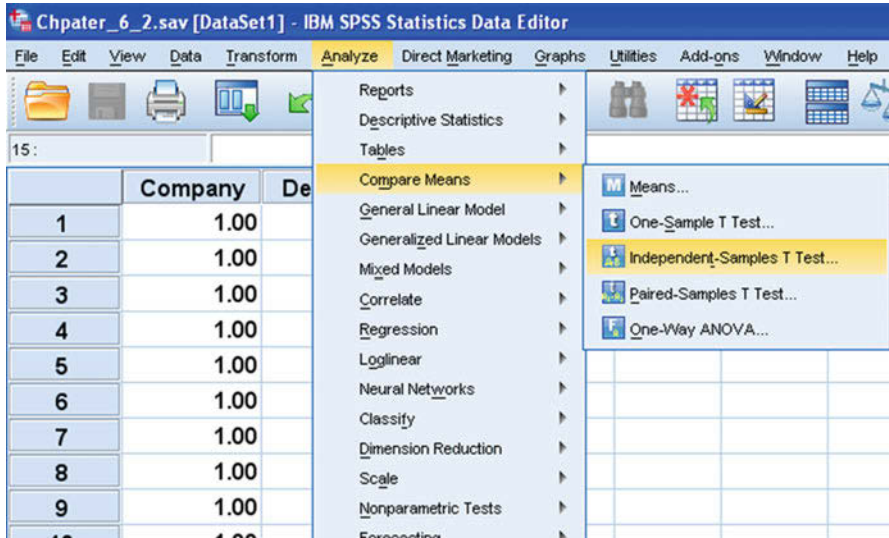 Chpater_6_2.sav [DataSet1] - IBM SPSS Statistics Data Editor
File Edit View Data Transform Analyze Direct Marketing Graphs Utilities Add-ons Window Help
15 :
Company De
1 1.00
2 1.00
3 1.00
4 1.00
5 1.00
6 1.00
7 1.00
8 1.00
9 1.00
10 1.00
Reports
Descriptive Statistics
Tables
Compare Means
General Linear Model
Generalized Linear Models
Mixed Models
Correlate
Regression
Loglinear
Neural Networks
Classify
Dimension Reduction
Scale
Nonparametric Tests
Forecasting
M Means...
t One-Sample T Test...
Independent-Samples T Test...
Paired-Samples T Test...
F One-Way ANOVA...